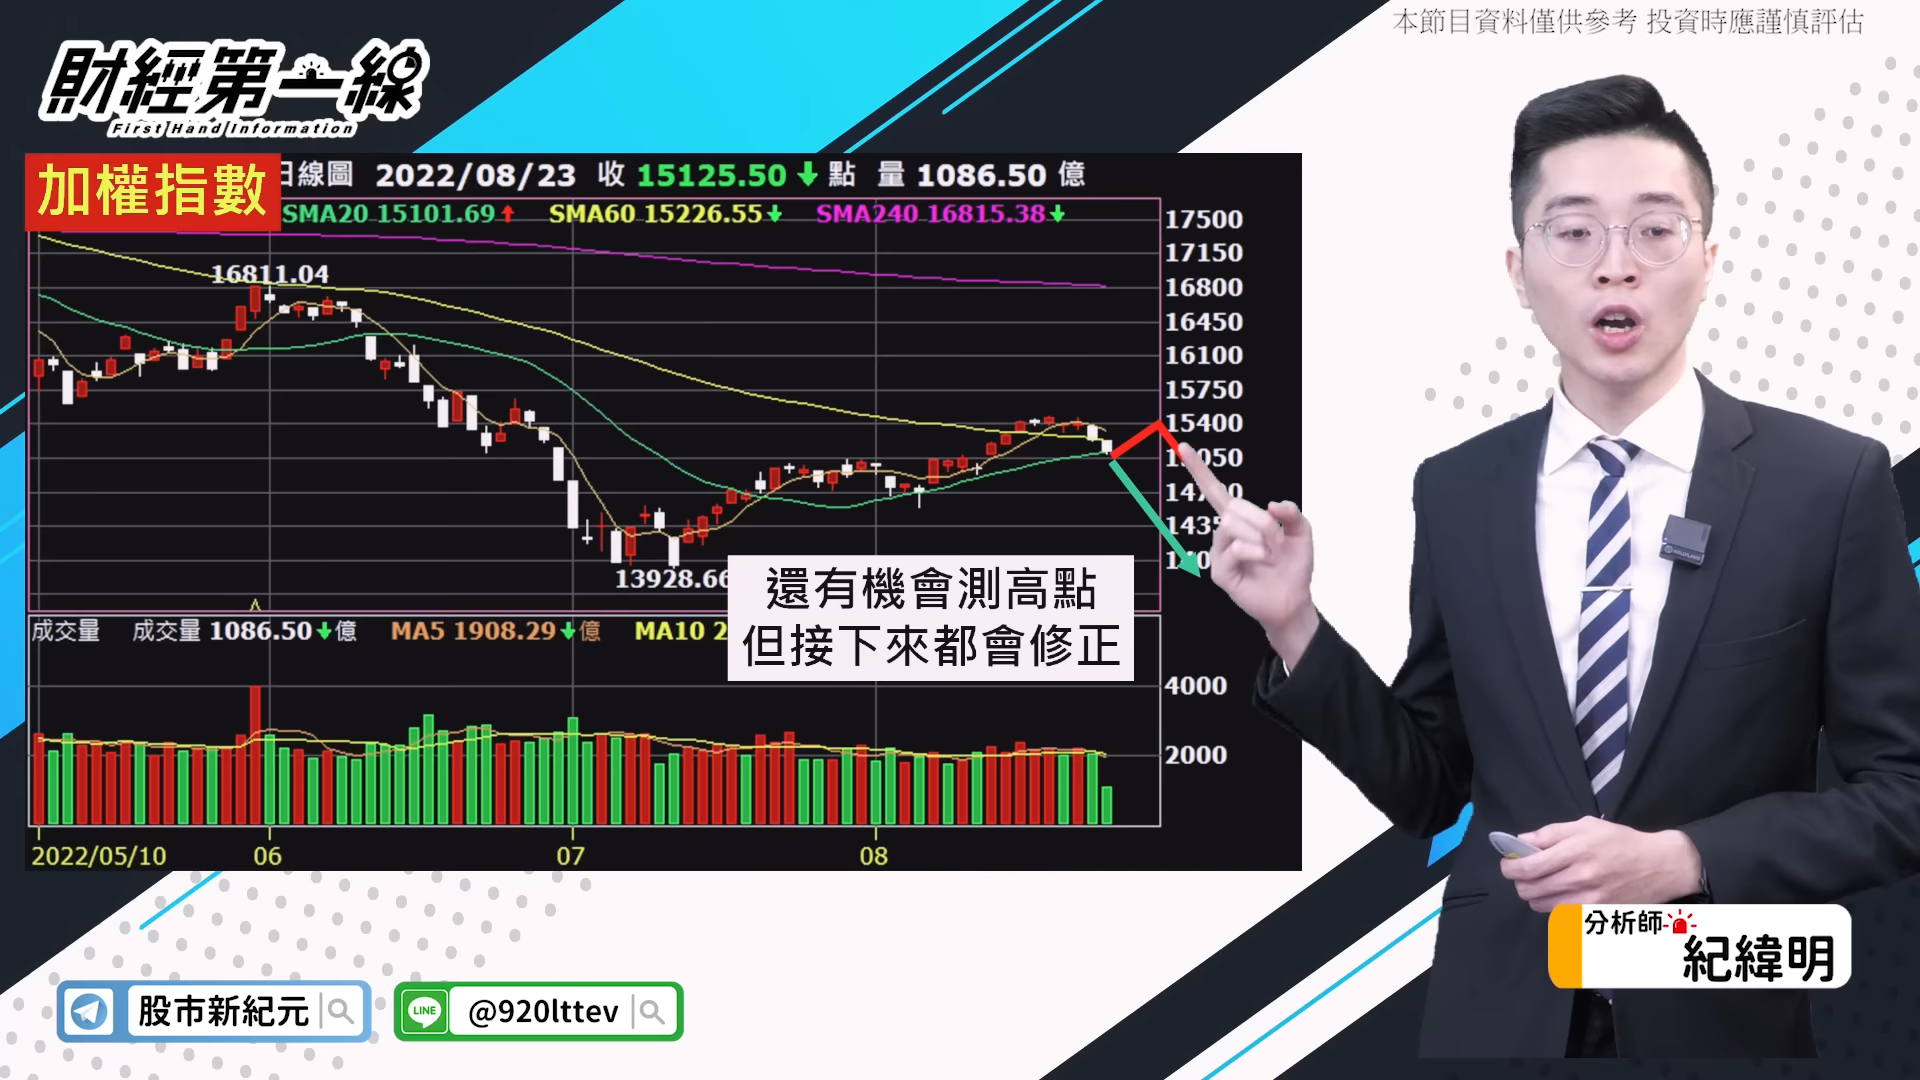 本節目資料僅供參考 投資時應謹慎評估
財經第一線
First Hand Information
加權指數
日線圖 2022/08/23 收 15125.50↓ 點 量 1086.50 億
SMA20 15101.69↑ SMA60 15226.55↓ SMA240 16815.38↓
17500
17150
16800
16450
16100
15750
15400
15050
16811.04
13928.66
還有機會測高點
但接下來都會修正
成交量 成交量 1086.50↓億 MA5 1908.29↓億 MA10 2
4000
2000
2022/05/10 06 07 08
分析師
紀緯明
股市新紀元
LINE
@920lttev